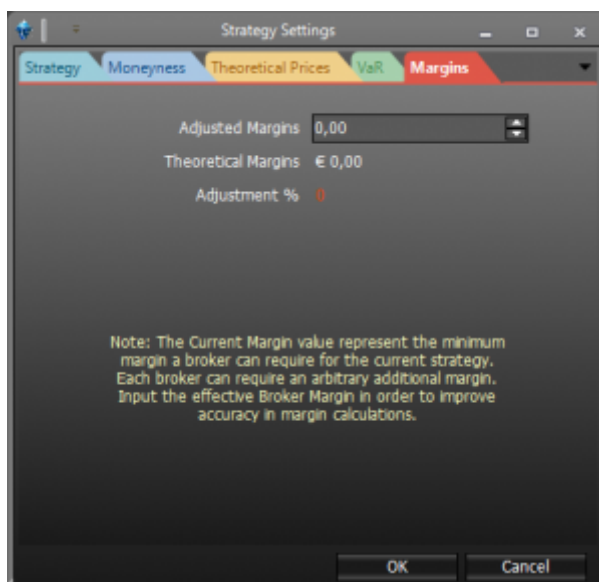 Strategy Settings
Strategy Moneyness Theoretical Prices VaR Margins
Adjusted Margins 0,00
Theoretical Margins € 0,00
Adjustment % 0
Note: The Current Margin value represent the minimum
margin a broker can require for the current strategy.
Each broker can require an arbitrary additional margin.
Input the effective Broker Margin in order to improve
accuracy in margin calculations.
OK Cancel